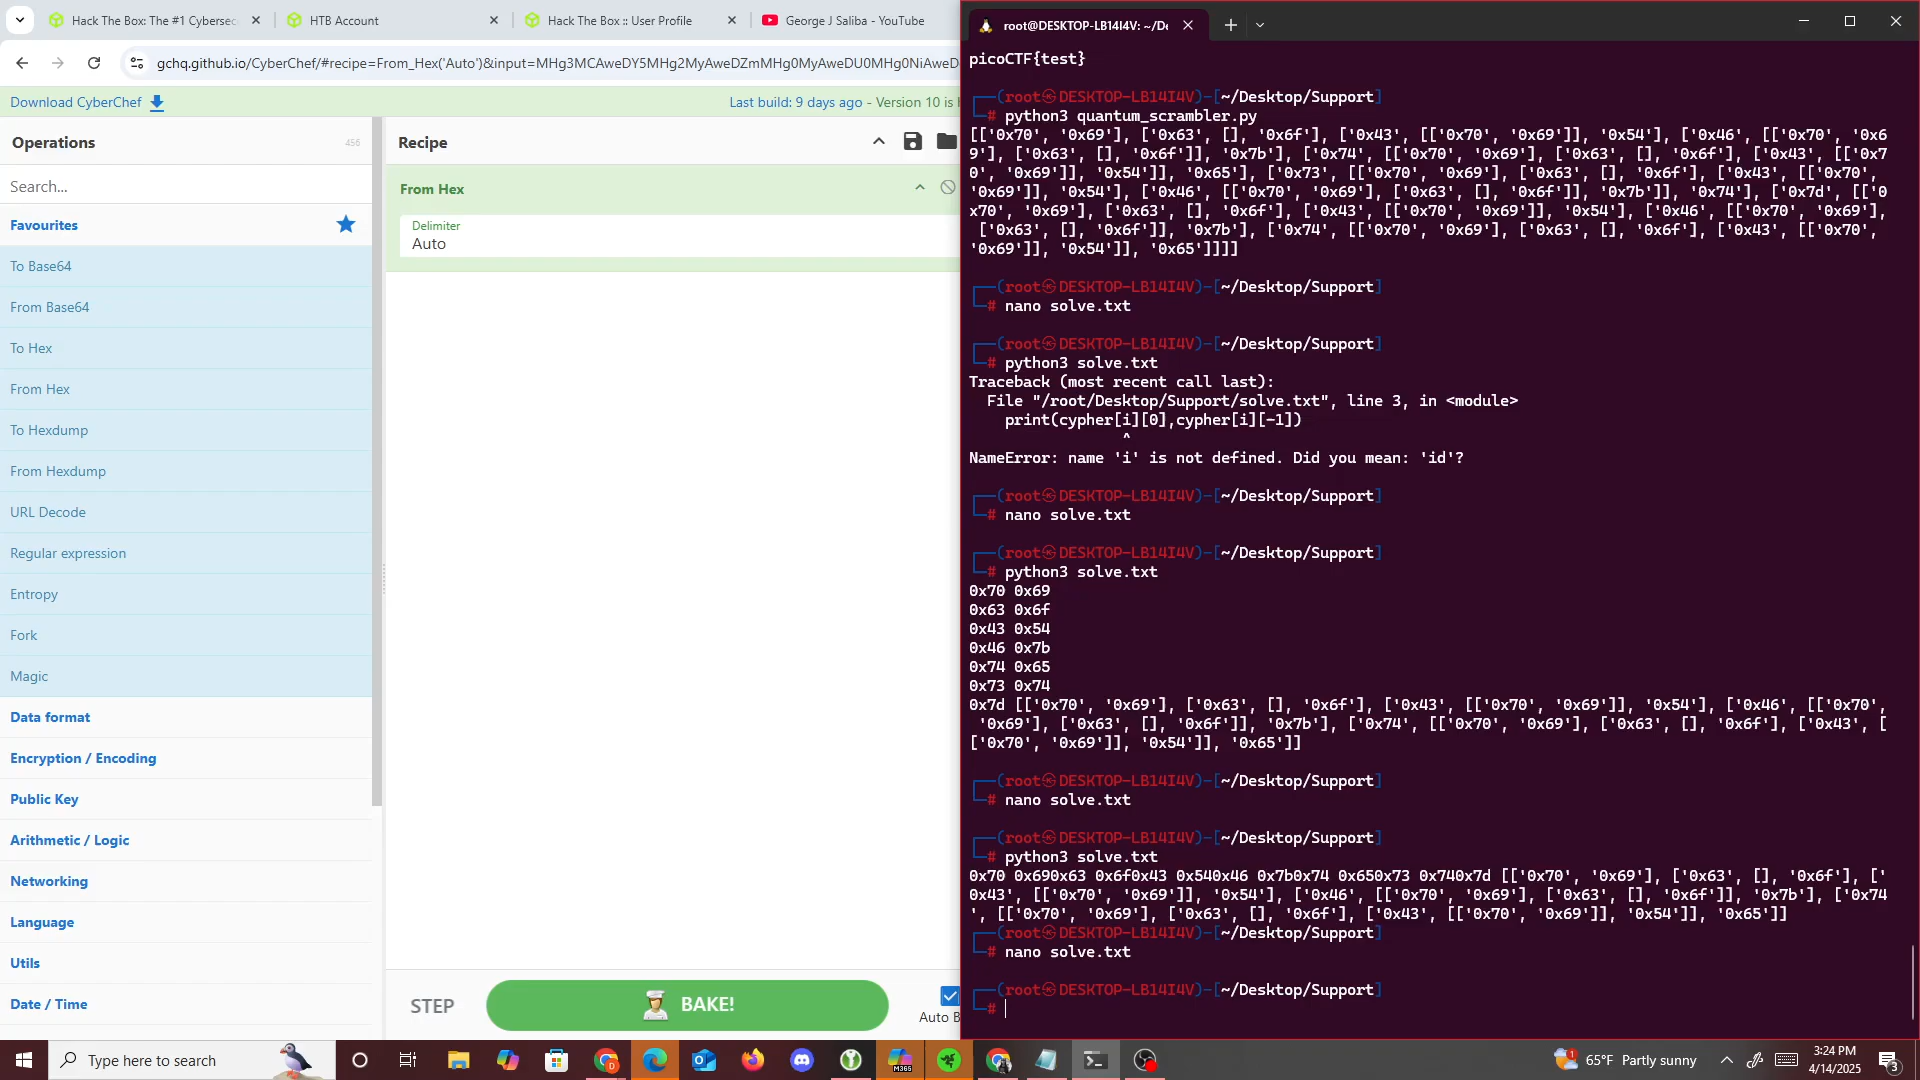 Hack The Box: The #1 Cybersec
HTB Account
Hack The Box :: User Profile
George J Saliba - YouTube
gchq.github.io/CyberChef/#recipe=From_Hex('Auto')&input=MHg3MCAweDY5MHg2MyAweDZmMHg0MyAweDU0MHg0NiAweD
Download CyberChef
Last build: 9 days ago - Version 10 is
Operations
456
Search...
Favourites
To Base64
From Base64
To Hex
From Hex
To Hexdump
From Hexdump
URL Decode
Regular expression
Entropy
Fork
Magic
Data format
Encryption / Encoding
Public Key
Arithmetic / Logic
Networking
Language
Utils
Date / Time
Recipe
From Hex
Delimiter
Auto
STEP
BAKE!
Auto B
root@DESKTOP-LB14I4V: ~/De
picoCTF{test}
┌──(root㉿DESKTOP-LB14I4V)-[~/Desktop/Support]
└─# python3 quantum_scrambler.py
[['0x70', '0x69'], ['0x63', [], '0x6f'], ['0x43', [['0x70', '0x69']], '0x54'], ['0x46', [['0x70', '0x6
9'], ['0x63', [], '0x6f']], '0x7b'], ['0x74', [['0x70', '0x69'], ['0x63', [], '0x6f'], ['0x43', [['0x7
0', '0x69']], '0x54']], '0x65'], ['0x73', [['0x70', '0x69'], ['0x63', [], '0x6f'], ['0x43', [['0x70',
'0x69']], '0x54'], ['0x46', [['0x70', '0x69'], ['0x63', [], '0x6f']], '0x7b']], '0x74'], ['0x7d', [['0
x70', '0x69'], ['0x63', [], '0x6f'], ['0x43', [['0x70', '0x69']], '0x54'], ['0x46', [['0x70', '0x69'],
['0x63', [], '0x6f']], '0x7b'], ['0x74', [['0x70', '0x69'], ['0x63', [], '0x6f'], ['0x43', [['0x70',
'0x69']], '0x54']], '0x65']]]]
┌──(root㉿DESKTOP-LB14I4V)-[~/Desktop/Support]
└─# nano solve.txt
┌──(root㉿DESKTOP-LB14I4V)-[~/Desktop/Support]
└─# python3 solve.txt
Traceback (most recent call last):
File "/root/Desktop/Support/solve.txt", line 3, in <module>
print(cypher[i][0],cypher[i][-1])
^
NameError: name 'i' is not defined. Did you mean: 'id'?
┌──(root㉿DESKTOP-LB14I4V)-[~/Desktop/Support]
└─# nano solve.txt
┌──(root㉿DESKTOP-LB14I4V)-[~/Desktop/Support]
└─# python3 solve.txt
0x70 0x69
0x63 0x6f
0x43 0x54
0x46 0x7b
0x74 0x65
0x73 0x74
0x7d [['0x70', '0x69'], ['0x63', [], '0x6f'], ['0x43', [['0x70', '0x69']], '0x54'], ['0x46', [['0x70',
'0x69'], ['0x63', [], '0x6f']], '0x7b'], ['0x74', [['0x70', '0x69'], ['0x63', [], '0x6f'], ['0x43', [
['0x70', '0x69']], '0x54']], '0x65']]
┌──(root㉿DESKTOP-LB14I4V)-[~/Desktop/Support]
└─# nano solve.txt
┌──(root㉿DESKTOP-LB14I4V)-[~/Desktop/Support]
└─# python3 solve.txt
0x70 0x690x63 0x6f0x43 0x540x46 0x7b0x74 0x650x73 0x740x7d [['0x70', '0x69'], ['0x63', [], '0x6f'], ['
0x43', [['0x70', '0x69']], '0x54'], ['0x46', [['0x70', '0x69'], ['0x63', [], '0x6f']], '0x7b'], ['0x74
', [['0x70', '0x69'], ['0x63', [], '0x6f'], ['0x43', [['0x70', '0x69']], '0x54']], '0x65']]
┌──(root㉿DESKTOP-LB14I4V)-[~/Desktop/Support]
└─# nano solve.txt
┌──(root㉿DESKTOP-LB14I4V)-[~/Desktop/Support]
└─#
Type here to search
M365
65°F Partly sunny
3:24 PM
4/14/2025
3